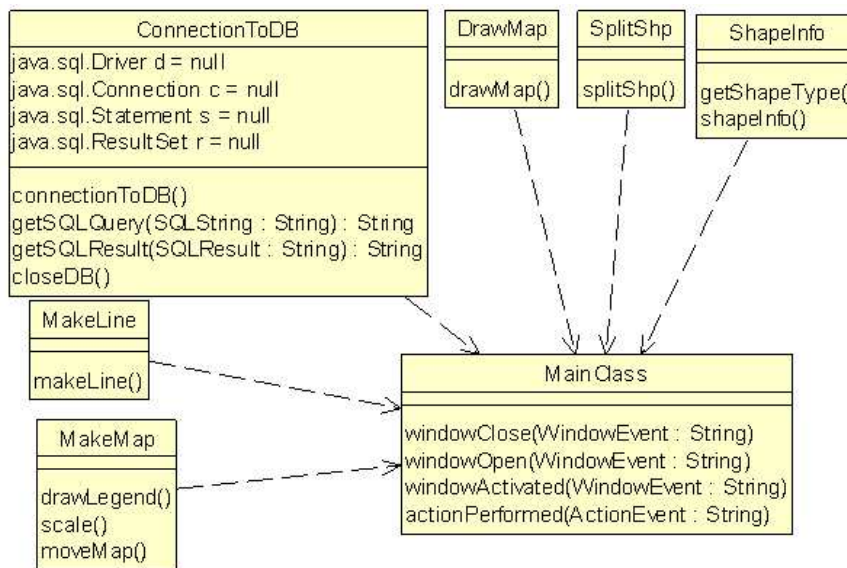 ConnectionToDB
java.sql.Driver d = null
java.sql.Connection c = null
java.sql.Statement s = null
java.sql.ResultSet r = null
connectionToDB()
getSQLQuery(SQLString : String) : String
getSQLResult(SQLResult : String) : String
closeDB()
DrawMap
drawMap()
SplitShp
splitShp()
ShapeInfo
getShapeType(
shapeInfo()
MakeLine
makeLine()
MakeMap
drawLegend()
scale()
moveMap()
MainClass
windowClose(WindowEvent : String)
windowOpen(WindowEvent : String)
windowActivated(WindowEvent : String)
actionPerformed(ActionEvent : String)